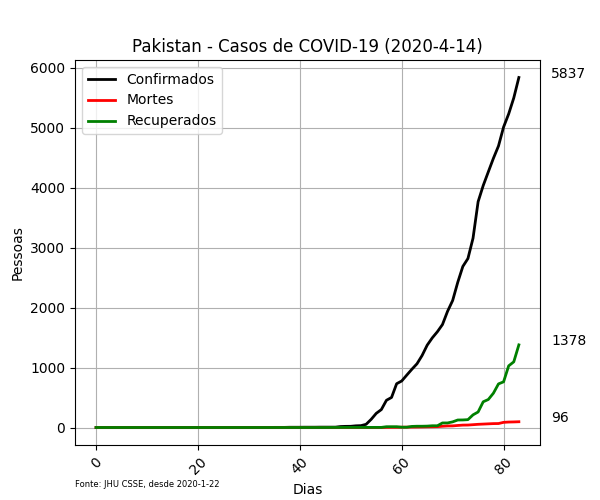 Pakistan - Casos de COVID-19 (2020-4-14)
Confirmados
Mortes
Recuperados
6000
5000
4000
3000
2000
1000
0
Pessoas
5837
1378
96
0
20
40
60
80
Dias
Fonte: JHU CSSE, desde 2020-1-22